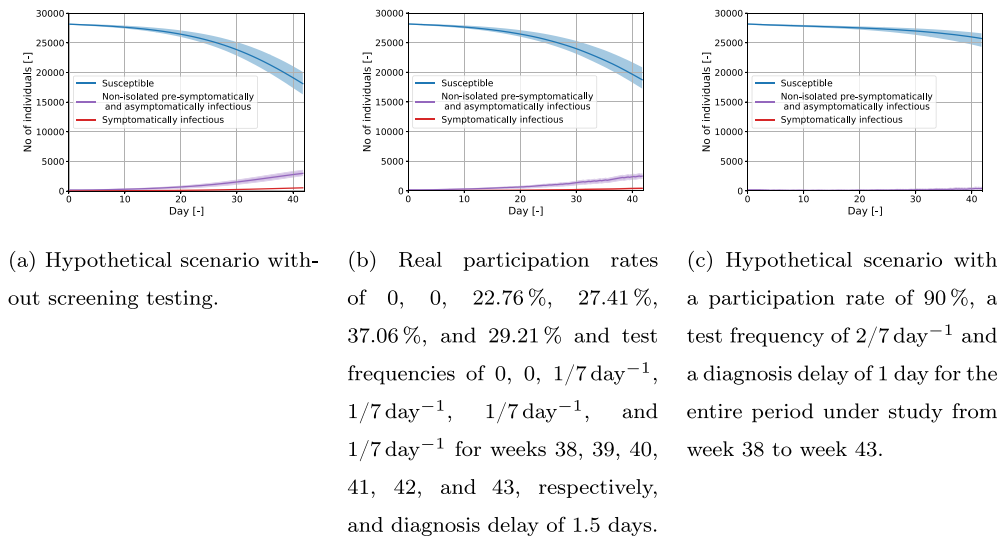 30000
25000
20000
15000
10000
5000
0
No of individuals [-]
Susceptible
Non-isolated pre-symptomatically
and asymptomatically infectious
Symptomatically infectious
0 10 20 30 40
Day [-]
30000
25000
20000
15000
10000
5000
0
No of individuals [-]
Susceptible
Non-isolated pre-symptomatically
and asymptomatically infectious
Symptomatically infectious
0 10 20 30 40
Day [-]
30000
25000
20000
15000
10000
5000
0
No of individuals [-]
Susceptible
Non-isolated pre-symptomatically
and asymptomatically infectious
Symptomatically infectious
0 10 20 30 40
Day [-]
(a) Hypothetical scenario with-
out screening testing.
(b) Real participation rates
of 0, 0, 22.76 %, 27.41 %,
37.06 %, and 29.21 % and test
frequencies of 0, 0, 1/7 day⁻¹,
1/7 day⁻¹, 1/7 day⁻¹, and
1/7 day⁻¹ for weeks 38, 39, 40,
41, 42, and 43, respectively,
and diagnosis delay of 1.5 days.
(c) Hypothetical scenario with
a participation rate of 90 %, a
test frequency of 2/7 day⁻¹ and
a diagnosis delay of 1 day for the
entire period under study from
week 38 to week 43.